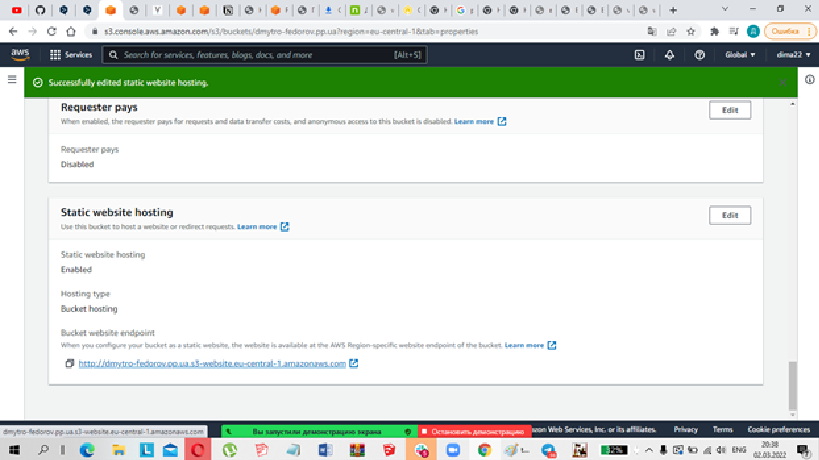 s3.console.aws.amazon.com/s3/buckets/dmytro-fedorov.pp.ua?region=eu-central-1&tab=properties
Ошибка
aws
Services
Search for services, features, blogs, docs, and more
[Alt+S]
Global
dima22
Successfully edited static website hosting.
Requester pays
Edit
When enabled, the requester pays for requests and data transfer costs, and anonymous access to this bucket is disabled. Learn more
Requester pays
Disabled
Static website hosting
Edit
Use this bucket to host a website or redirect requests. Learn more
Static website hosting
Enabled
Hosting type
Bucket hosting
Bucket website endpoint
When you configure your bucket as a static website, the website is available at the AWS Region-specific website endpoint of the bucket. Learn more
http://dmytro-fedorov.pp.ua.s3-website.eu-central-1.amazonaws.com
dmytro-fedorov.pp.ua.s3-website.eu-central-1.amazonaws.com
Вы запустили демонстрацию экрана
Остановить демонстрацию
Web Services, Inc. or its affiliates.
Privacy
Terms
Cookie preferences
ENG
20:38
02.03.2022